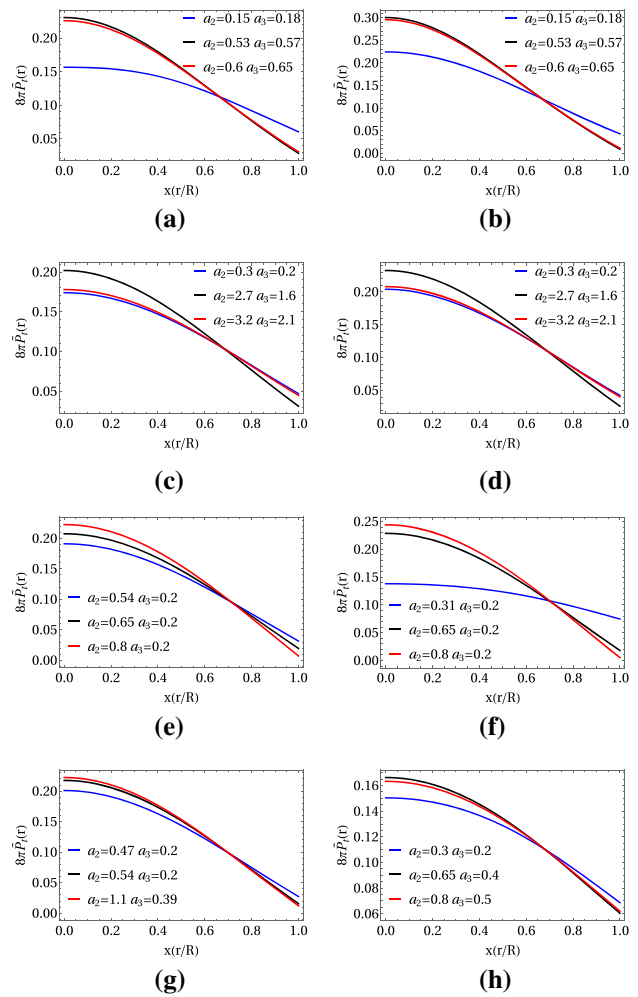 a₂=0.15 a₃=0.18
a₂=0.53 a₃=0.57
a₂=0.6 a₃=0.65
8πP̃ₜ(r)
0.20
0.15
0.10
0.05
0.0 0.2 0.4 0.6 0.8 1.0
x(r/R)
(a)
a₂=0.15 a₃=0.18
a₂=0.53 a₃=0.57
a₂=0.6 a₃=0.65
8πP̃ₜ(r)
0.30
0.25
0.20
0.15
0.10
0.05
0.00
0.0 0.2 0.4 0.6 0.8 1.0
x(r/R)
(b)
a₂=0.3 a₃=0.2
a₂=2.7 a₃=1.6
a₂=3.2 a₃=2.1
8πP̃ₜ(r)
0.20
0.15
0.10
0.05
0.0 0.2 0.4 0.6 0.8 1.0
x(r/R)
(c)
a₂=0.3 a₃=0.2
a₂=2.7 a₃=1.6
a₂=3.2 a₃=2.1
8πP̃ₜ(r)
0.20
0.15
0.10
0.05
0.0 0.2 0.4 0.6 0.8 1.0
x(r/R)
(d)
8πP̃ₜ(r)
0.20
0.15
0.10
0.05
0.00
a₂=0.54 a₃=0.2
a₂=0.65 a₃=0.2
a₂=0.8 a₃=0.2
0.0 0.2 0.4 0.6 0.8 1.0
x(r/R)
(e)
8πP̃ₜ(r)
0.25
0.20
0.15
0.10
0.05
0.00
a₂=0.31 a₃=0.2
a₂=0.65 a₃=0.2
a₂=0.8 a₃=0.2
0.0 0.2 0.4 0.6 0.8 1.0
x(r/R)
(f)
8πP̃ₜ(r)
0.20
0.15
0.10
0.05
0.00
a₂=0.47 a₃=0.2
a₂=0.54 a₃=0.2
a₂=1.1 a₃=0.39
0.0 0.2 0.4 0.6 0.8 1.0
x(r/R)
(g)
8πP̃ₜ(r)
0.16
0.14
0.12
0.10
0.08
0.06
a₂=0.3 a₃=0.2
a₂=0.65 a₃=0.4
a₂=0.8 a₃=0.5
0.0 0.2 0.4 0.6 0.8 1.0
x(r/R)
(h)